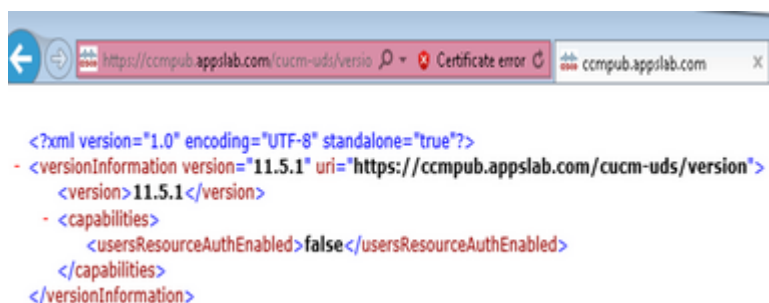 https://ccmpub.appslab.com/cucm-uds/versio Certificate error ccmpub.appslab.com
<?xml version="1.0" encoding="UTF-8" standalone="true"?>
- <versionInformation version="11.5.1" uri="https://ccmpub.appslab.com/cucm-uds/version">
<version>11.5.1</version>
- <capabilities>
<usersResourceAuthEnabled>false</usersResourceAuthEnabled>
</capabilities>
</versionInformation>